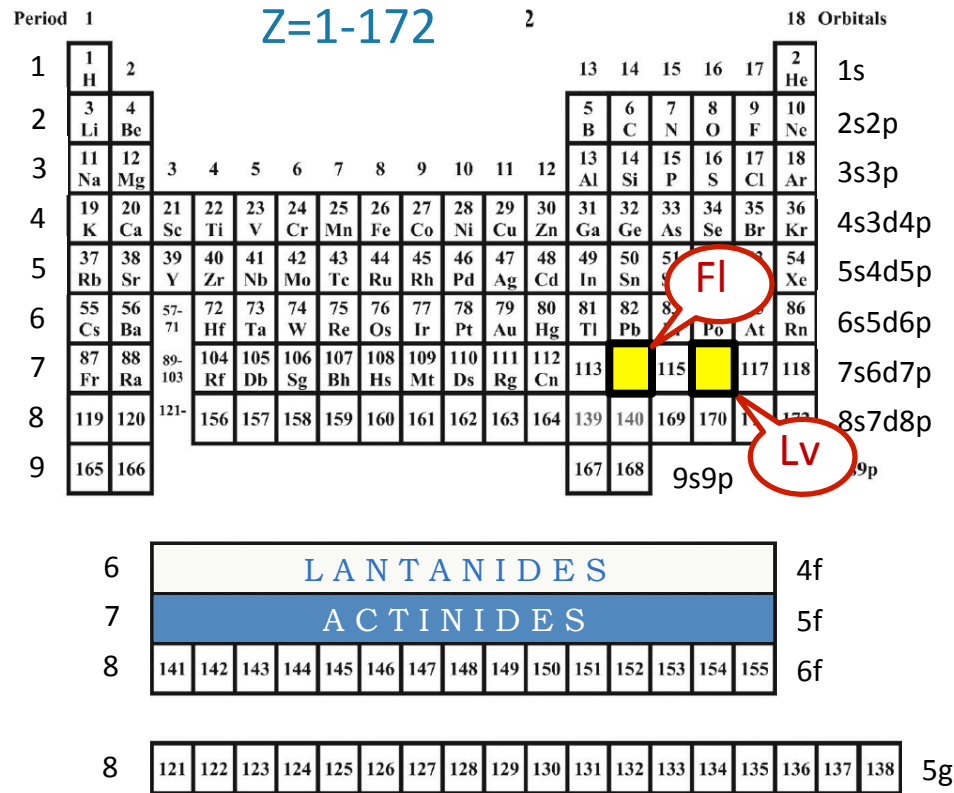 Period 1 Z=1-172 2 18 Orbitals
1 1 2 13 14 15 16 17 2 1s
H He
2 3 4 5 6 7 8 9 10 2s2p
Li Be B C N O F Ne
3 11 12 3 4 5 6 7 8 9 10 11 12 13 14 15 16 17 18 3s3p
Na Mg Al Si P S Cl Ar
4 19 20 21 22 23 24 25 26 27 28 29 30 31 32 33 34 35 36 4s3d4p
K Ca Sc Ti V Cr Mn Fe Co Ni Cu Zn Ga Ge As Se Br Kr
5 37 38 39 40 41 42 43 44 45 46 47 48 49 50 51 Fl 54 5s4d5p
Rb Sr Y Zr Nb Mo Tc Ru Rh Pd Ag Cd In Sn Xe
6 55 56 57- 72 73 74 75 76 77 78 79 80 81 82 86 6s5d6p
Cs Ba 71 Hf Ta W Re Os Ir Pt Au Hg Tl Pb Po At Rn
7 87 88 89- 104 105 106 107 108 109 110 111 112 113 115 117 118 7s6d7p
Fr Ra 103 Rf Db Sg Bh Hs Mt Ds Rg Cn
8 119 120 121- 156 157 158 159 160 161 162 163 164 139 140 169 170 8s7d8p
Lv
9 165 166 167 168 9s9p
6 LANTANIDES 4f
7 ACTINIDES 5f
8 141 142 143 144 145 146 147 148 149 150 151 152 153 154 155 6f
8 121 122 123 124 125 126 127 128 129 130 131 132 133 134 135 136 137 138 5g